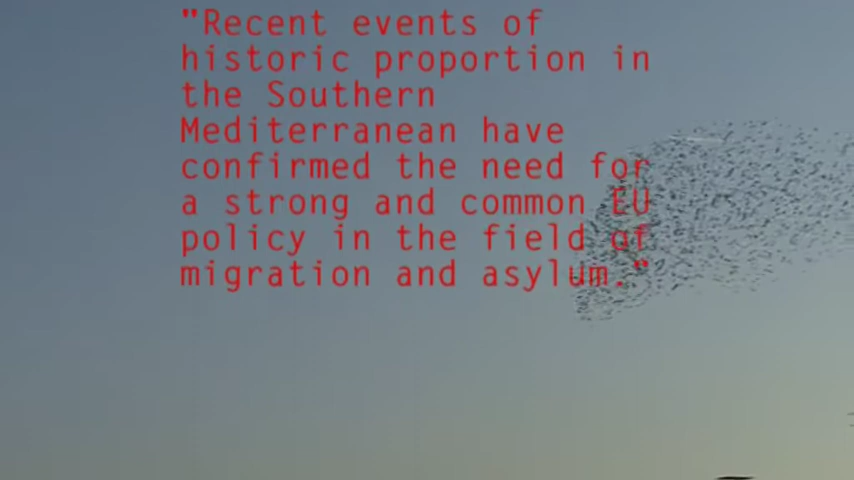 "Recent events of
historic proportion in
the Southern
Mediterranean have
confirmed the need for
a strong and common EU
policy in the field of
migration and asylum."